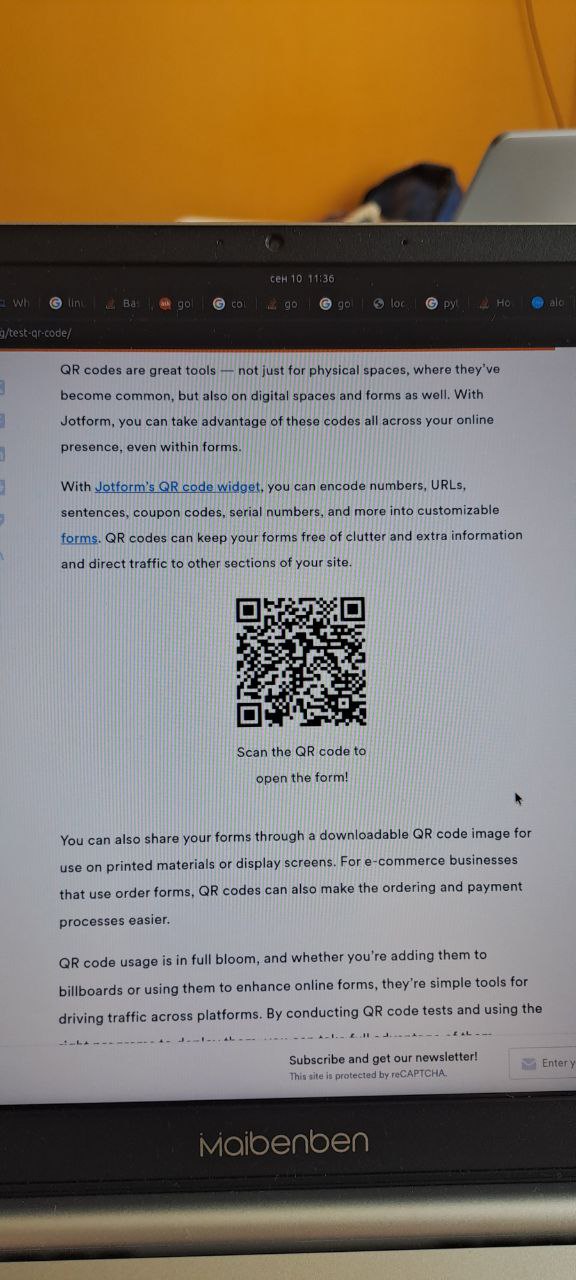 сен 10 11:36
Wh
lin
Bas
gol
co
go
gol
loc
pyt
Ho
alo
g/test-qr-code/
QR codes are great tools — not just for physical spaces, where they've
become common, but also on digital spaces and forms as well. With
Jotform, you can take advantage of these codes all across your online
presence, even within forms.
With Jotform's QR code widget, you can encode numbers, URLs,
sentences, coupon codes, serial numbers, and more into customizable
forms. QR codes can keep your forms free of clutter and extra information
and direct traffic to other sections of your site.
Scan the QR code to
open the form!
You can also share your forms through a downloadable QR code image for
use on printed materials or display screens. For e-commerce businesses
that use order forms, QR codes can also make the ordering and payment
processes easier.
QR code usage is in full bloom, and whether you're adding them to
billboards or using them to enhance online forms, they're simple tools for
driving traffic across platforms. By conducting QR code tests and using the
Subscribe and get our newsletter!
This site is protected by reCAPTCHA.
Enter y
Maibenben